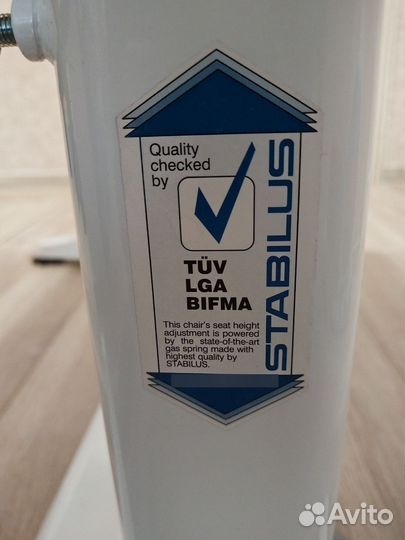 Quality
checked
by
TÜV
LGA
BIFMA
This chair's seat height
adjustment is powered
by the state-of-the-art
gas spring made with
highest quality by
STABILUS.
STABILUS
Avito